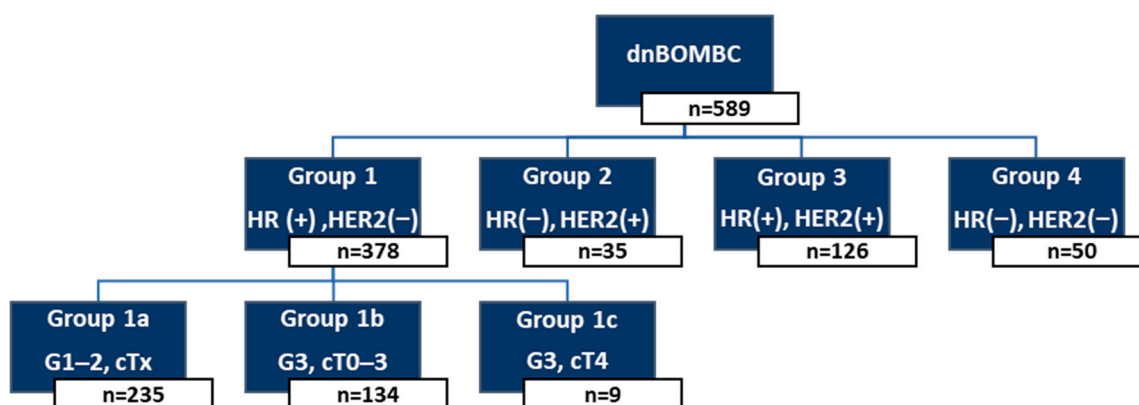 dnBOMBC
n=589
Group 1
HR (+) ,HER2(−)
n=378
Group 2
HR(−), HER2(+)
n=35
Group 3
HR(+), HER2(+)
n=126
Group 4
HR(−), HER2(−)
n=50
Group 1a
G1–2, cTx
n=235
Group 1b
G3, cT0–3
n=134
Group 1c
G3, cT4
n=9